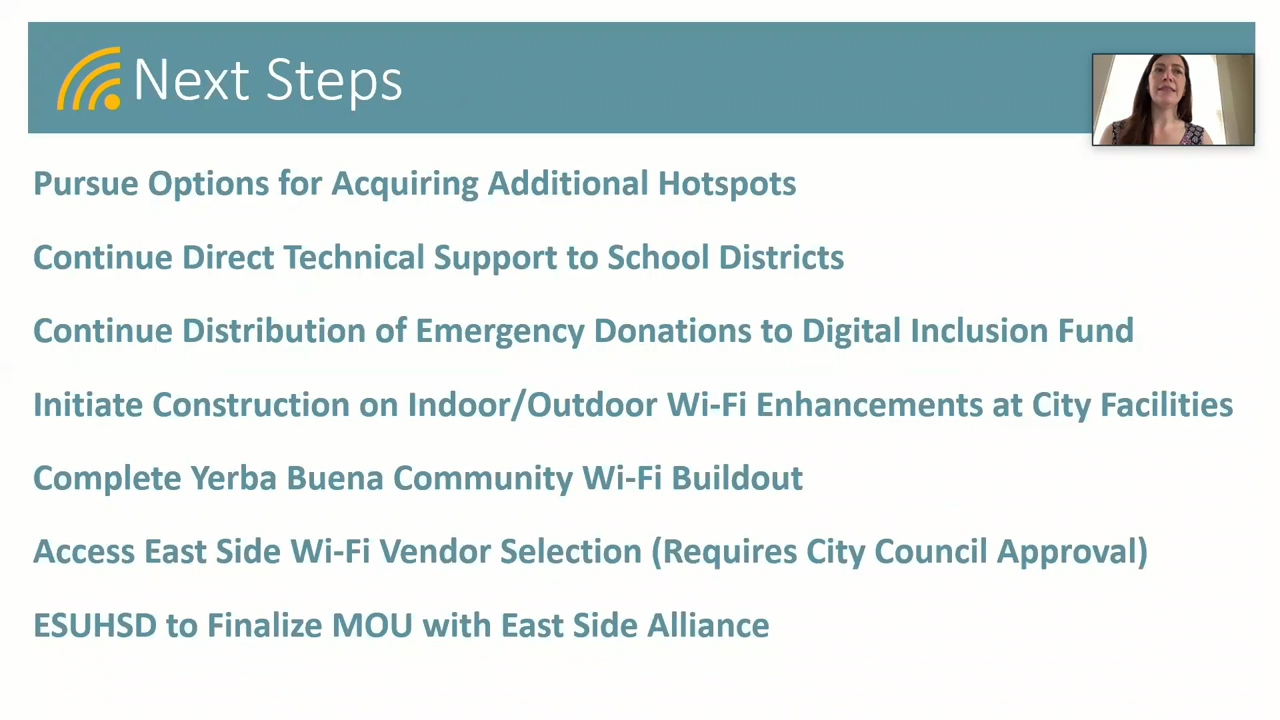 Next Steps
Pursue Options for Acquiring Additional Hotspots
Continue Direct Technical Support to School Districts
Continue Distribution of Emergency Donations to Digital Inclusion Fund
Initiate Construction on Indoor/Outdoor Wi-Fi Enhancements at City Facilities
Complete Yerba Buena Community Wi-Fi Buildout
Access East Side Wi-Fi Vendor Selection (Requires City Council Approval)
ESUHSD to Finalize MOU with East Side Alliance